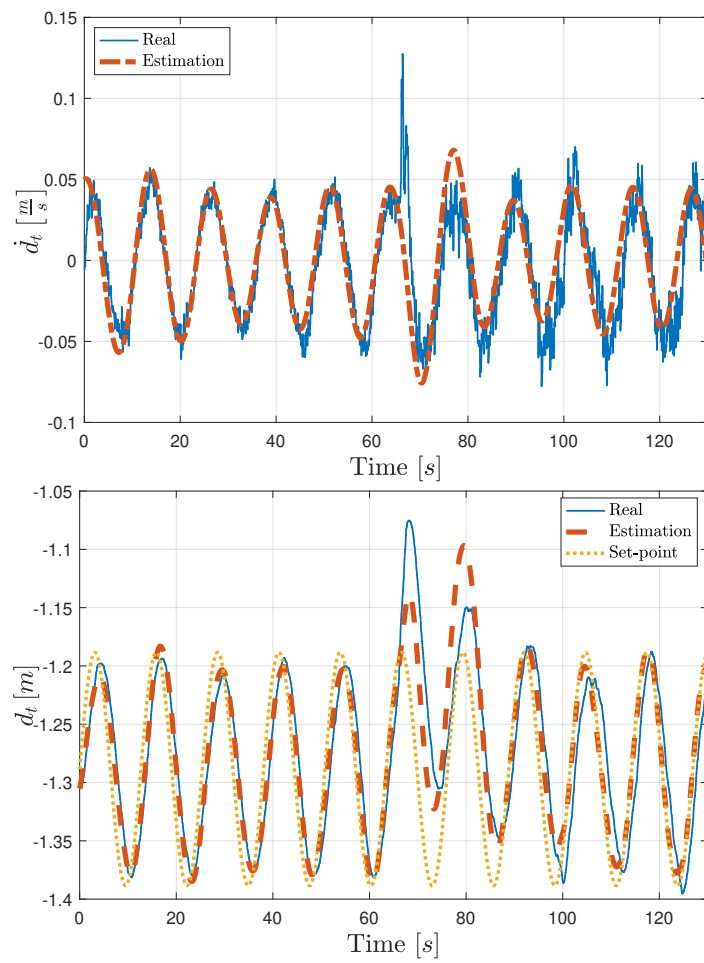 0.15
Real
Estimation
0.1
0.05
0
-0.05
-0.1
ḋ_t [m/s]
0 20 40 60 80 100 120
Time [s]
-1.05
Real
Estimation
Set-point
-1.1
-1.15
-1.2
-1.25
-1.3
-1.35
-1.4
d_t [m]
0 20 40 60 80 100 120
Time [s]